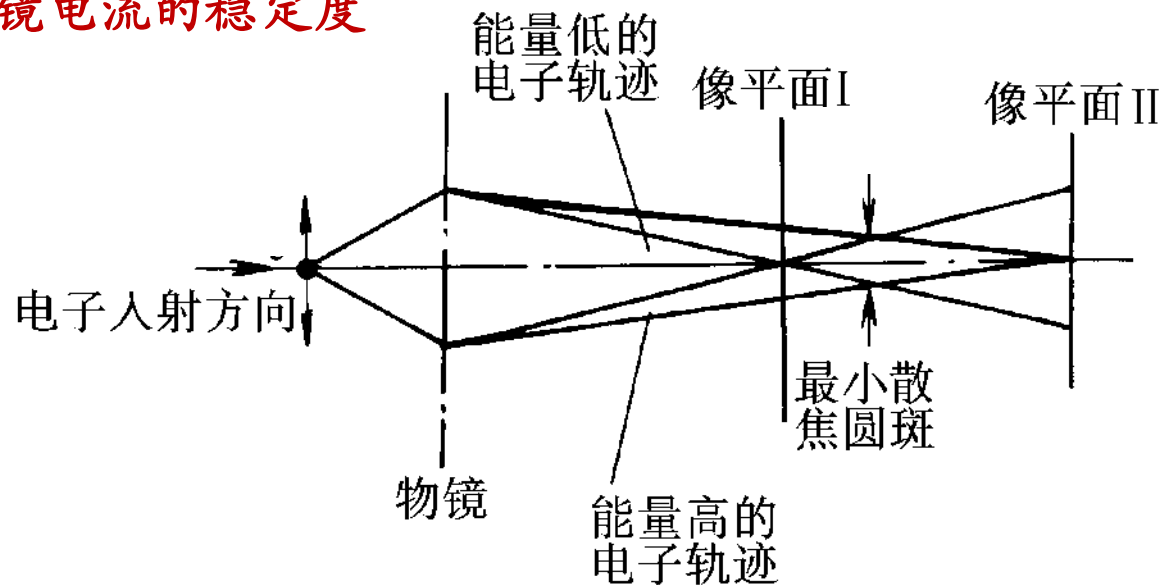 镜电流的稳定度
能量低的
电子轨迹
像平面Ⅰ
像平面Ⅱ
电子入射方向
最小散
焦圆斑
物镜
能量高的
电子轨迹